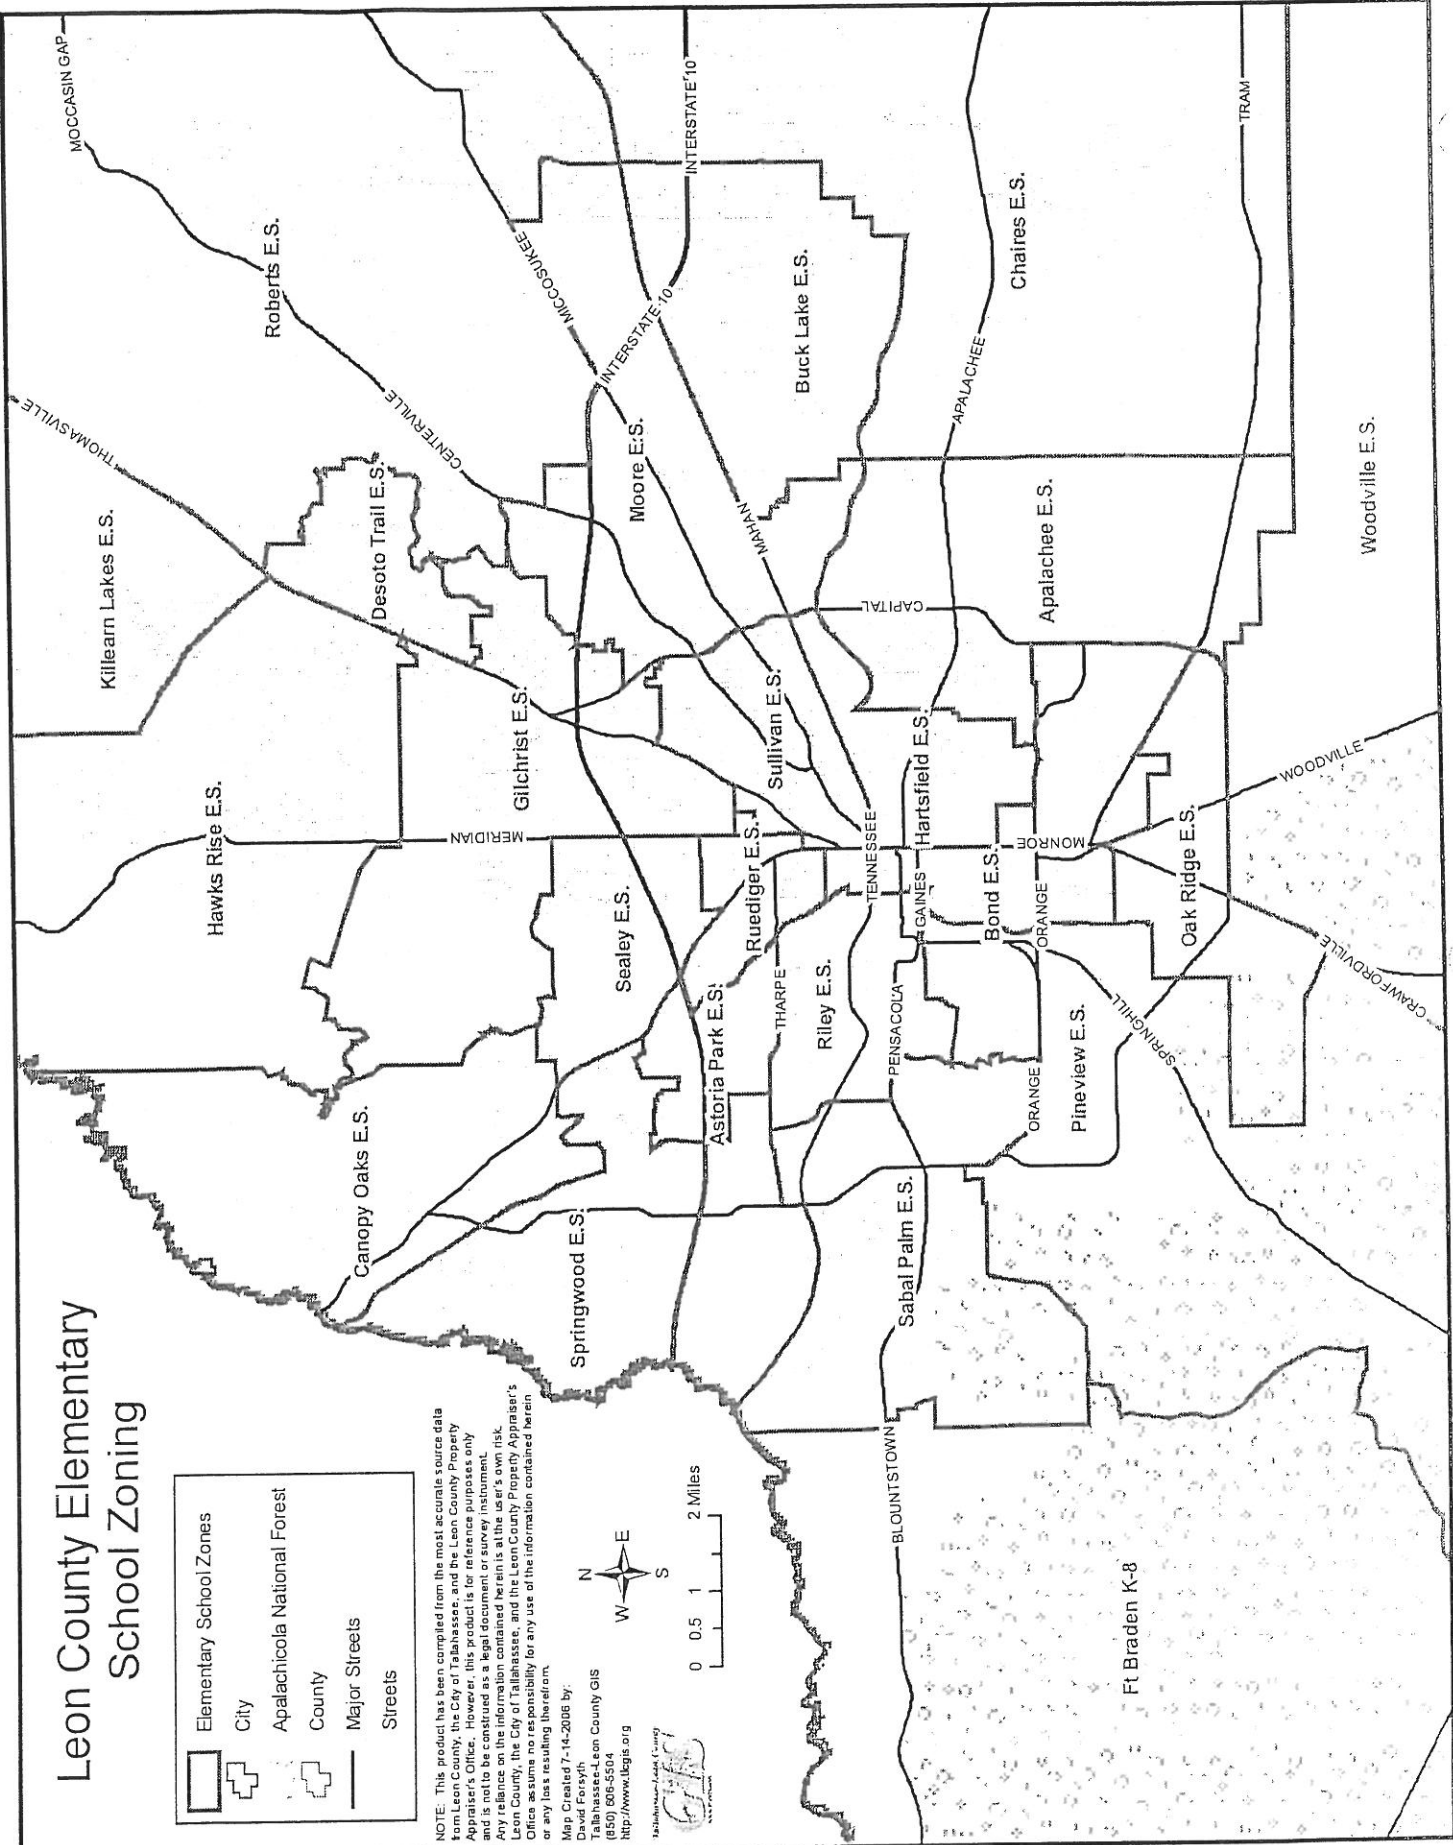 Leon County Elementary
School Zoning
Elementary School Zones
City
Apalachicola National Forest
County
Major Streets
Streets
NOTE: This product has been compiled from the most accurate source data
from Leon County, the City of Tallahassee, and the Leon County Property
Appraiser's Office. However, this product is for reference purposes only
and is not to be construed as a legal document or survey instrument.
Any reliance on the information contained herein is at the user's own risk.
Leon County, the City of Tallahassee, and the Leon County Property Appraiser's
Office assume no responsibility for any use of the information contained herein
or any loss resulting therefrom.
Map Created 7-14-2006 by:
David Forsyth
Tallahassee-Leon County GIS
(850) 606-5504
http://www.tlcgis.org
N
W
E
S
0 0.5 1 2 Miles
MOCCASIN GAP
THOMASVILLE
Killearn Lakes E.S.
Roberts E.S.
Hawks Rise E.S.
CENTERVILLE
Desoto Trail E.S.
Canopy Oaks E.S.
MERIDIAN
Gilchrist E.S.
MICCOSUKEE
INTERSTATE 10
INTERSTATE 10
Springwood E.S.
Sealey E.S.
Moore E.S.
Astoria Park E.S.
Ruediger E.S.
Sullivan E.S.
MAHAN
Buck Lake E.S.
THARPE
Riley E.S.
TENNESSEE
CAPITAL
BLOUNTSTOWN
PENSACOLA
Sabal Palm E.S.
GAINES
Hartsfield E.S.
APALACHEE
Chaires E.S.
Bond E.S.
MONROE
Apalachee E.S.
ORANGE
ORANGE
Pineview E.S.
SPRINGHILL
SPRINGHILL
Ft Braden K-8
Oak Ridge E.S.
TRAM
WOODVILLE
CRAWFORDVILLE
CRAWFORDVILLE
Woodville E.S.